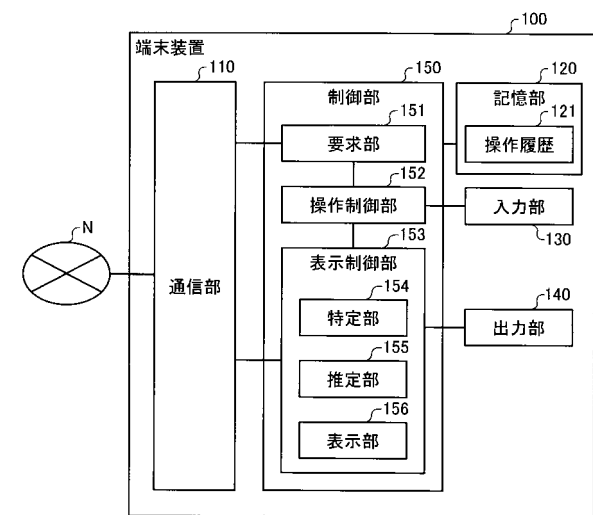 100
端末装置
110
150
120
制御部
記憶部
151
121
要求部
操作履歴
152
操作制御部
入力部
N
153
130
表示制御部
通信部
154
140
特定部
出力部
155
推定部
156
表示部